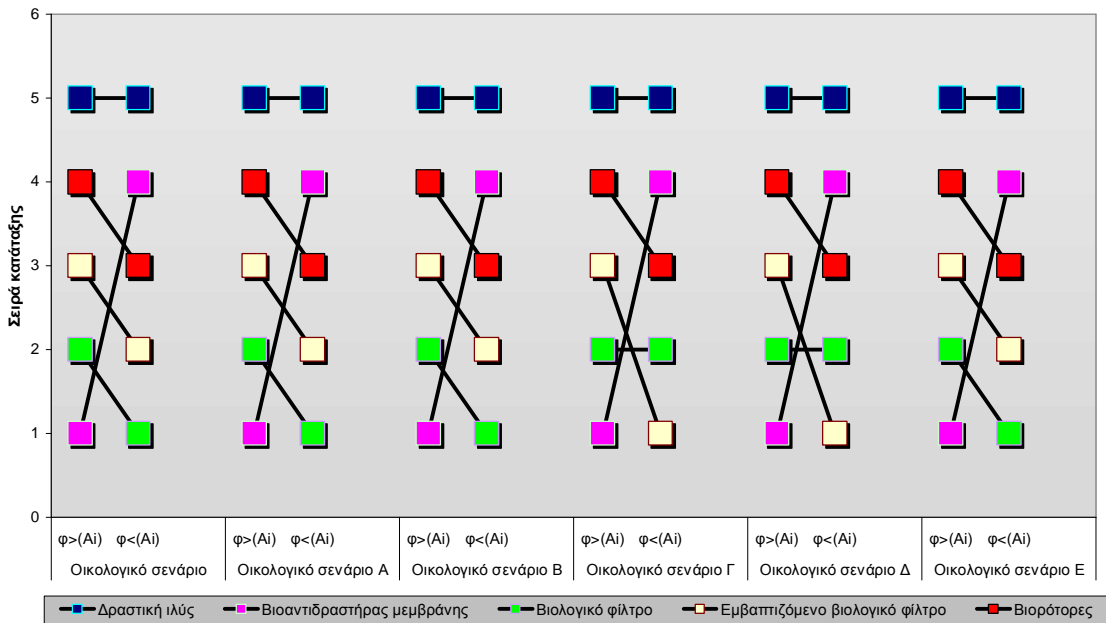 6
5
4
3
2
1
0
Σειρά κατάταξης
φ>(Ai) φ<(Ai) φ>(Ai) φ<(Ai) φ>(Ai) φ<(Ai) φ>(Ai) φ<(Ai) φ>(Ai) φ<(Ai) φ>(Ai) φ<(Ai)
Οικολογικό σενάριο Οικολογικό σενάριο Α Οικολογικό σενάριο Β Οικολογικό σενάριο Γ Οικολογικό σενάριο Δ Οικολογικό σενάριο Ε
Δραστική ιλύς Βιοαντιδραστήρας μεμβράνης Βιολογικό φίλτρο Εμβαπτιζόμενο βιολογικό φίλτρο Βιορότορες